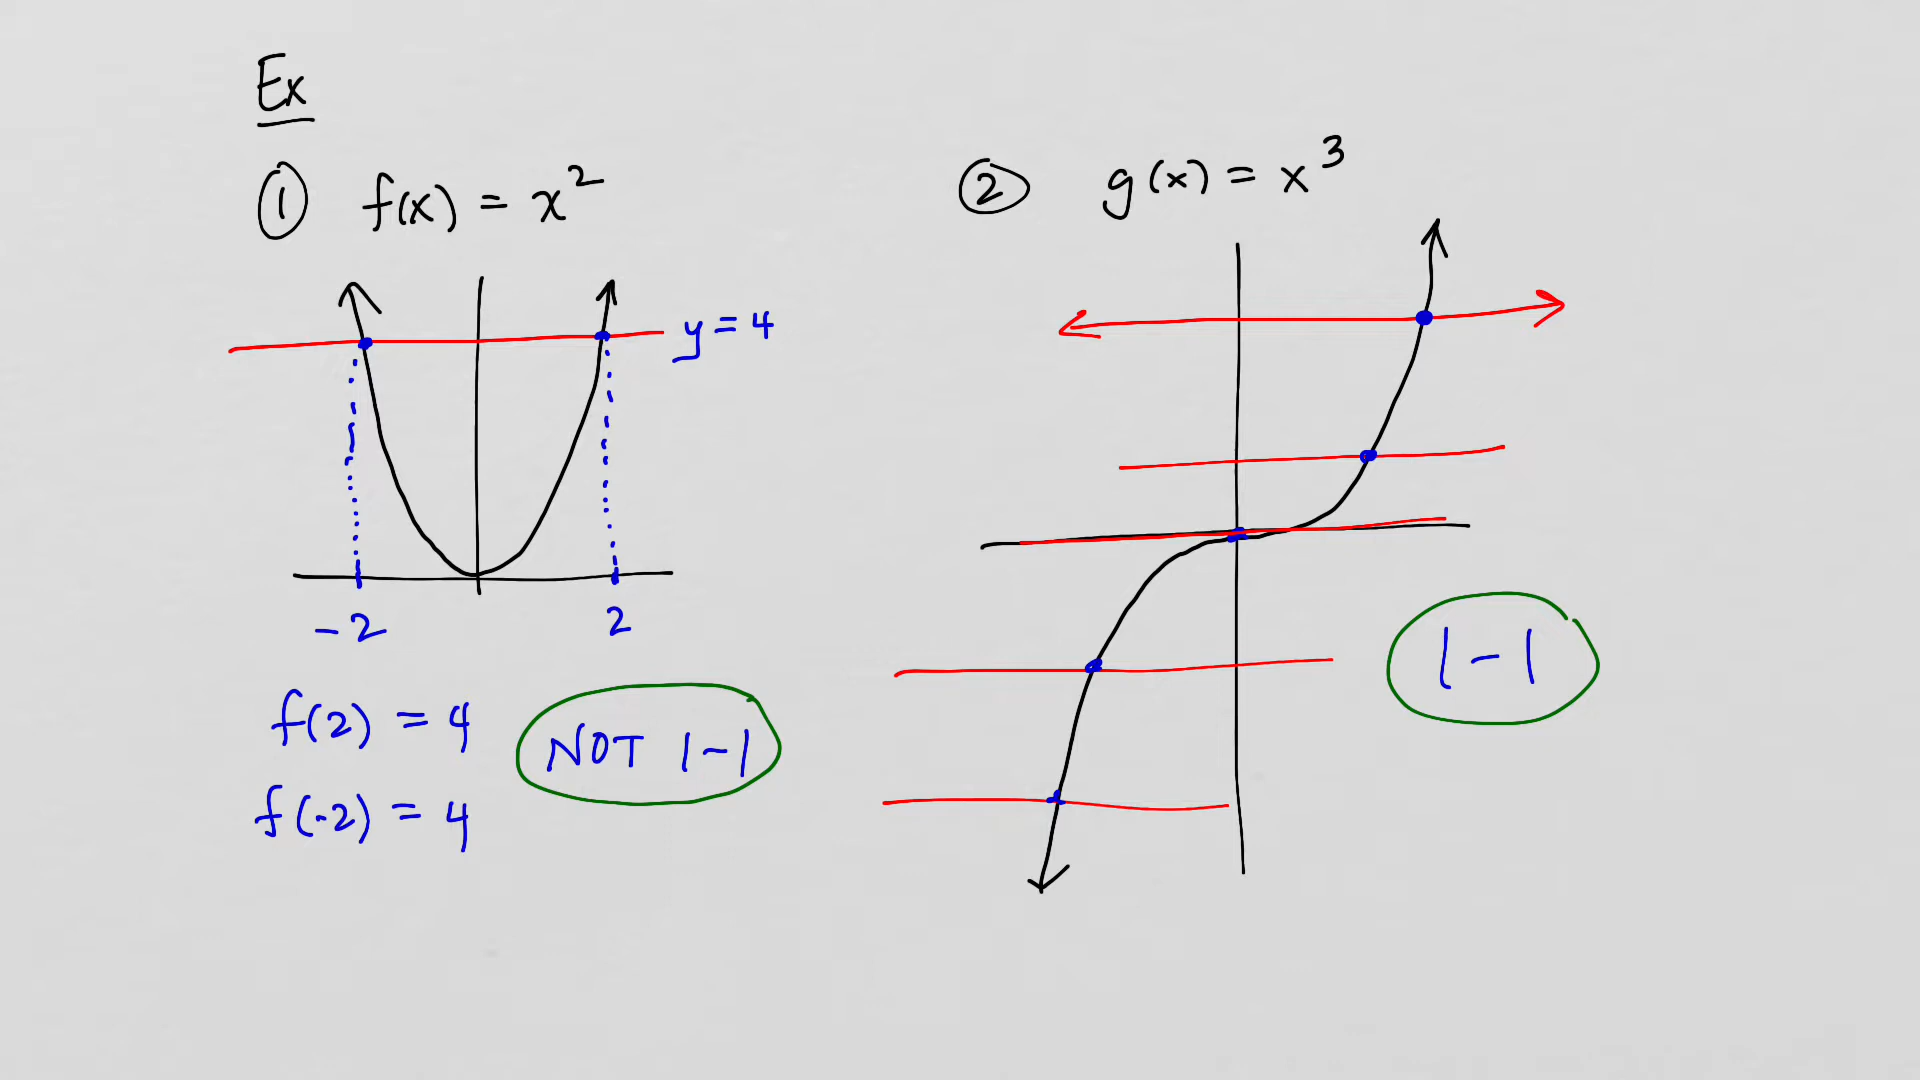 Ex
① f(x) = x²
y = 4
-2 2
f(2) = 4
f(-2) = 4
NOT 1-1
② g(x) = x³
1-1